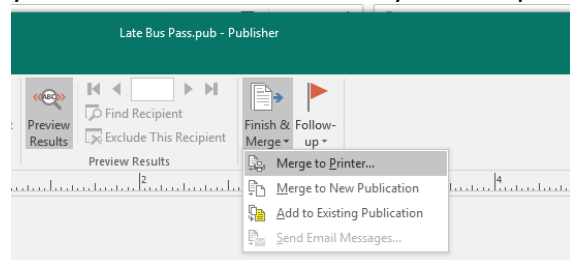 Late Bus Pass.pub - Publisher
«ABC»
Find Recipient
Preview
Results
Exclude This Recipient
Finish &
Merge
Follow-
up
Preview Results
Merge to Printer...
Merge to New Publication
Add to Existing Publication
Send Email Messages...
2
4